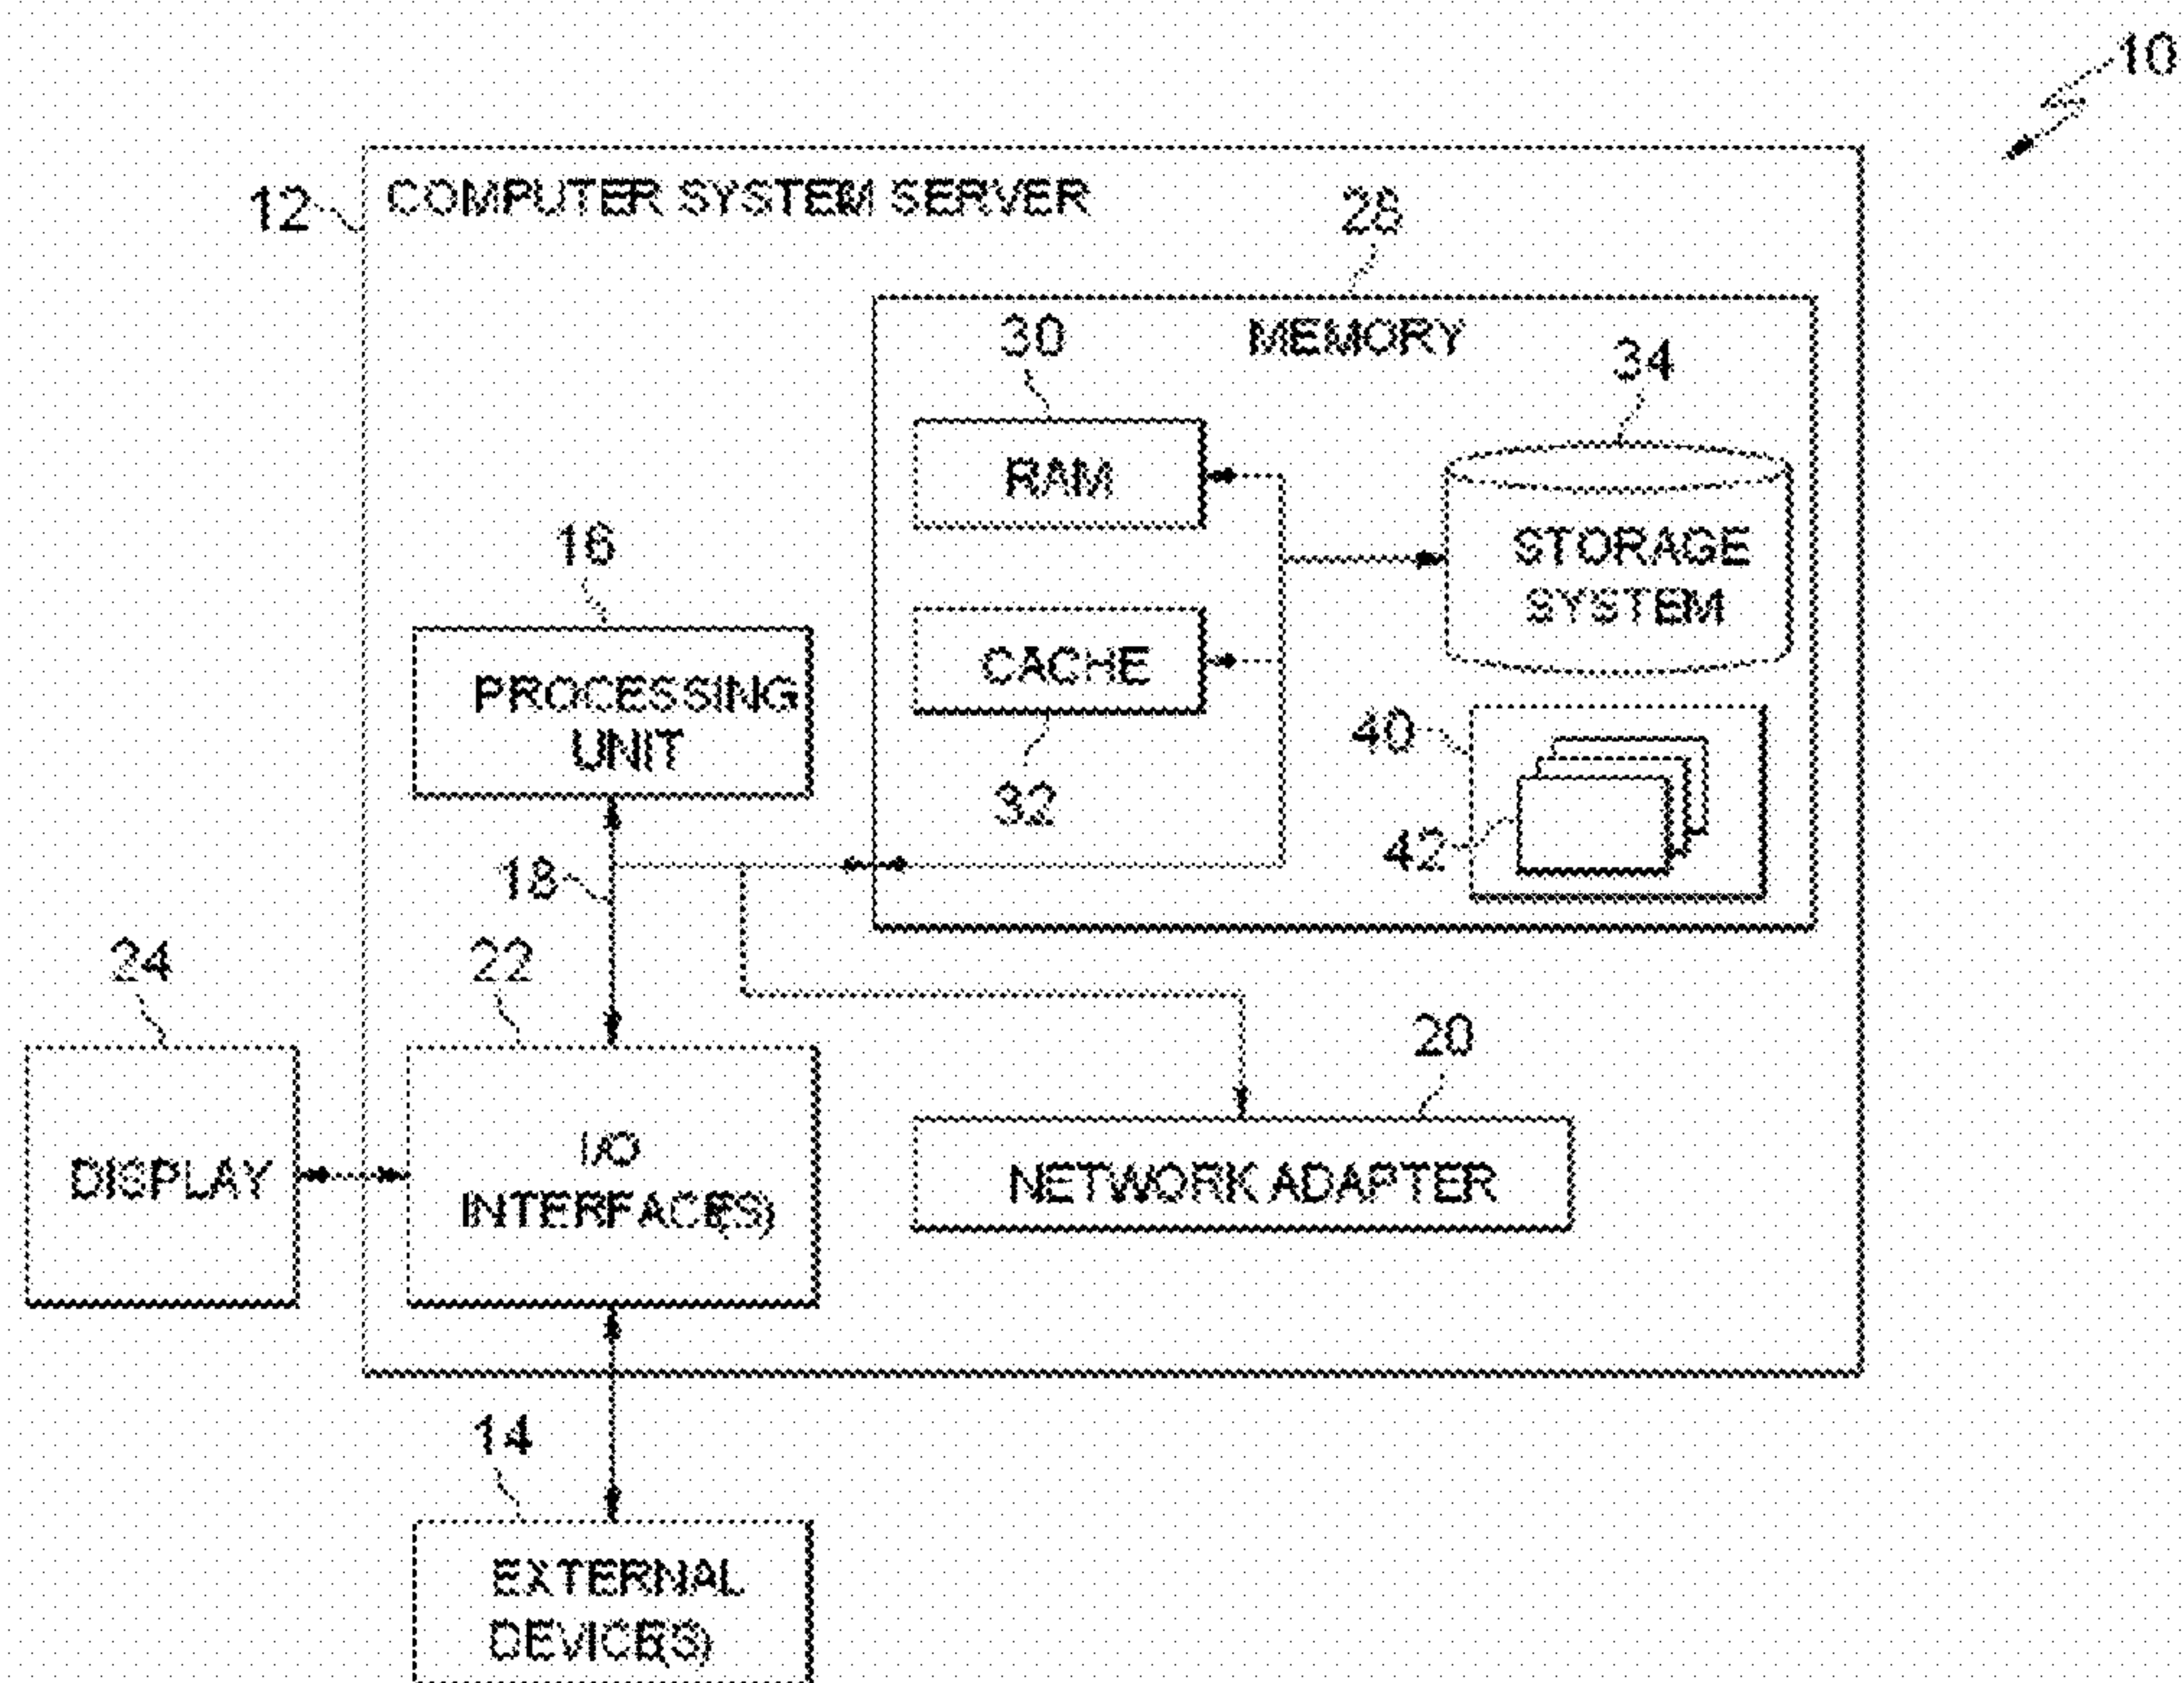 10
12
COMPUTER SYSTEM SERVER
28
30
MEMORY
34
RAM
16
STORAGE
SYSTEM
CACHE
PROCESSING
UNIT
40
32
42
18
24
22
20
DISPLAY
I/O
INTERFACE(S)
NETWORK ADAPTER
14
EXTERNAL
DEVICE(S)